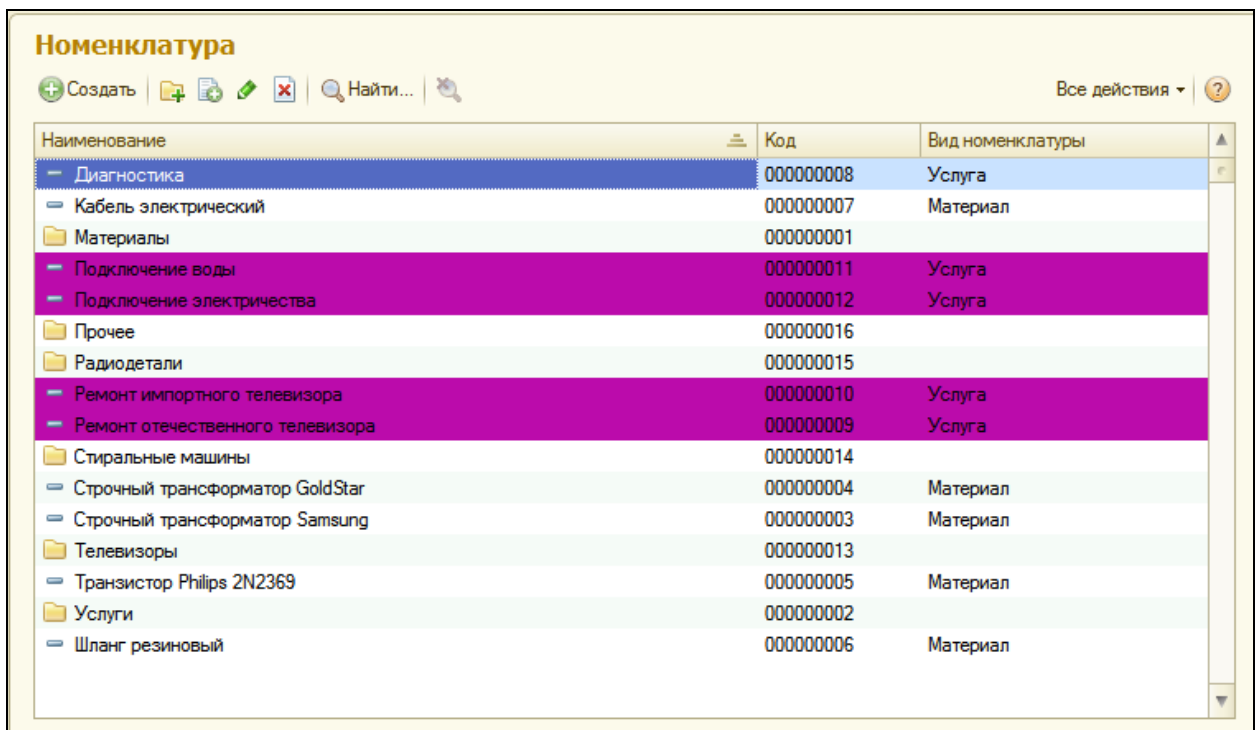 Номенклатура
Создать Найти... Все действия ?
Наименование Код Вид номенклатуры
Диагностика 000000008 Услуга
Кабель электрический 000000007 Материал
Материалы 000000001
Подключение воды 000000011 Услуга
Подключение электричества 000000012 Услуга
Прочее 000000016
Радиодетали 000000015
Ремонт импортного телевизора 000000010 Услуга
Ремонт отечественного телевизора 000000009 Услуга
Стиральные машины 000000014
Строчный трансформатор GoldStar 000000004 Материал
Строчный трансформатор Samsung 000000003 Материал
Телевизоры 000000013
Транзистор Philips 2N2369 000000005 Материал
Услуги 000000002
Шланг резиновый 000000006 Материал